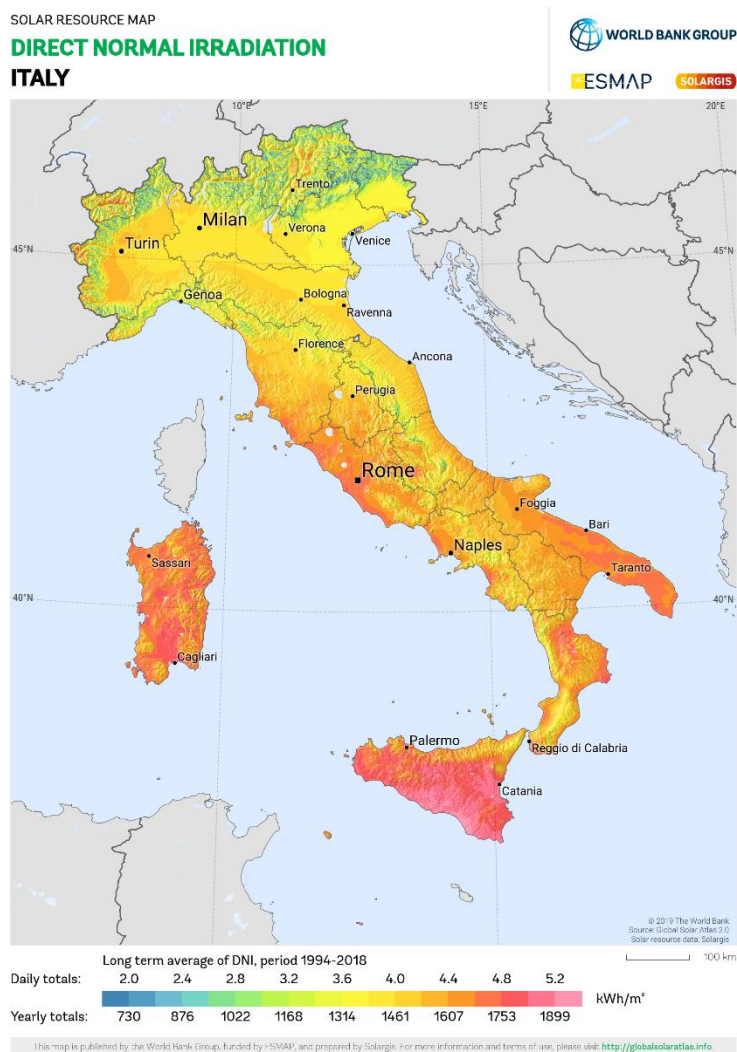 SOLAR RESOURCE MAP
DIRECT NORMAL IRRADIATION
ITALY
WORLD BANK GROUP
ESMAP SOLARGIS
10°E 15°E 20°E
Trento
Milan
Verona
Venice
Turin
45°N 45°N
Genoa
Bologna
Ravenna
Florence
Ancona
Perugia
Rome
Foggia
Bari
Naples
Sassari
Taranto
40°N 40°N
Cagliari
Palermo
Reggio di Calabria
Catania
© 2019 The World Bank
Source: Global Solar Atlas 2.0
Solar resource data: Solargis
100 km
Long term average of DNI, period 1994-2018
Daily totals: 2.0 2.4 2.8 3.2 3.6 4.0 4.4 4.8 5.2
kWh/m²
Yearly totals: 730 876 1022 1168 1314 1461 1607 1753 1899
This map is published by the World Bank Group, funded by ESMAP, and prepared by Solargis. For more information and terms of use, please visit http://globalsolaratlas.info.